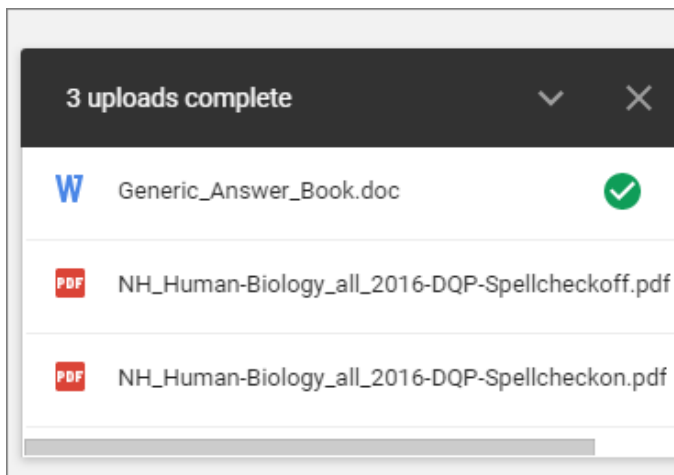 3 uploads complete
W Generic_Answer_Book.doc
PDF NH_Human-Biology_all_2016-DQP-Spellcheckoff.pdf
PDF NH_Human-Biology_all_2016-DQP-Spellcheckon.pdf